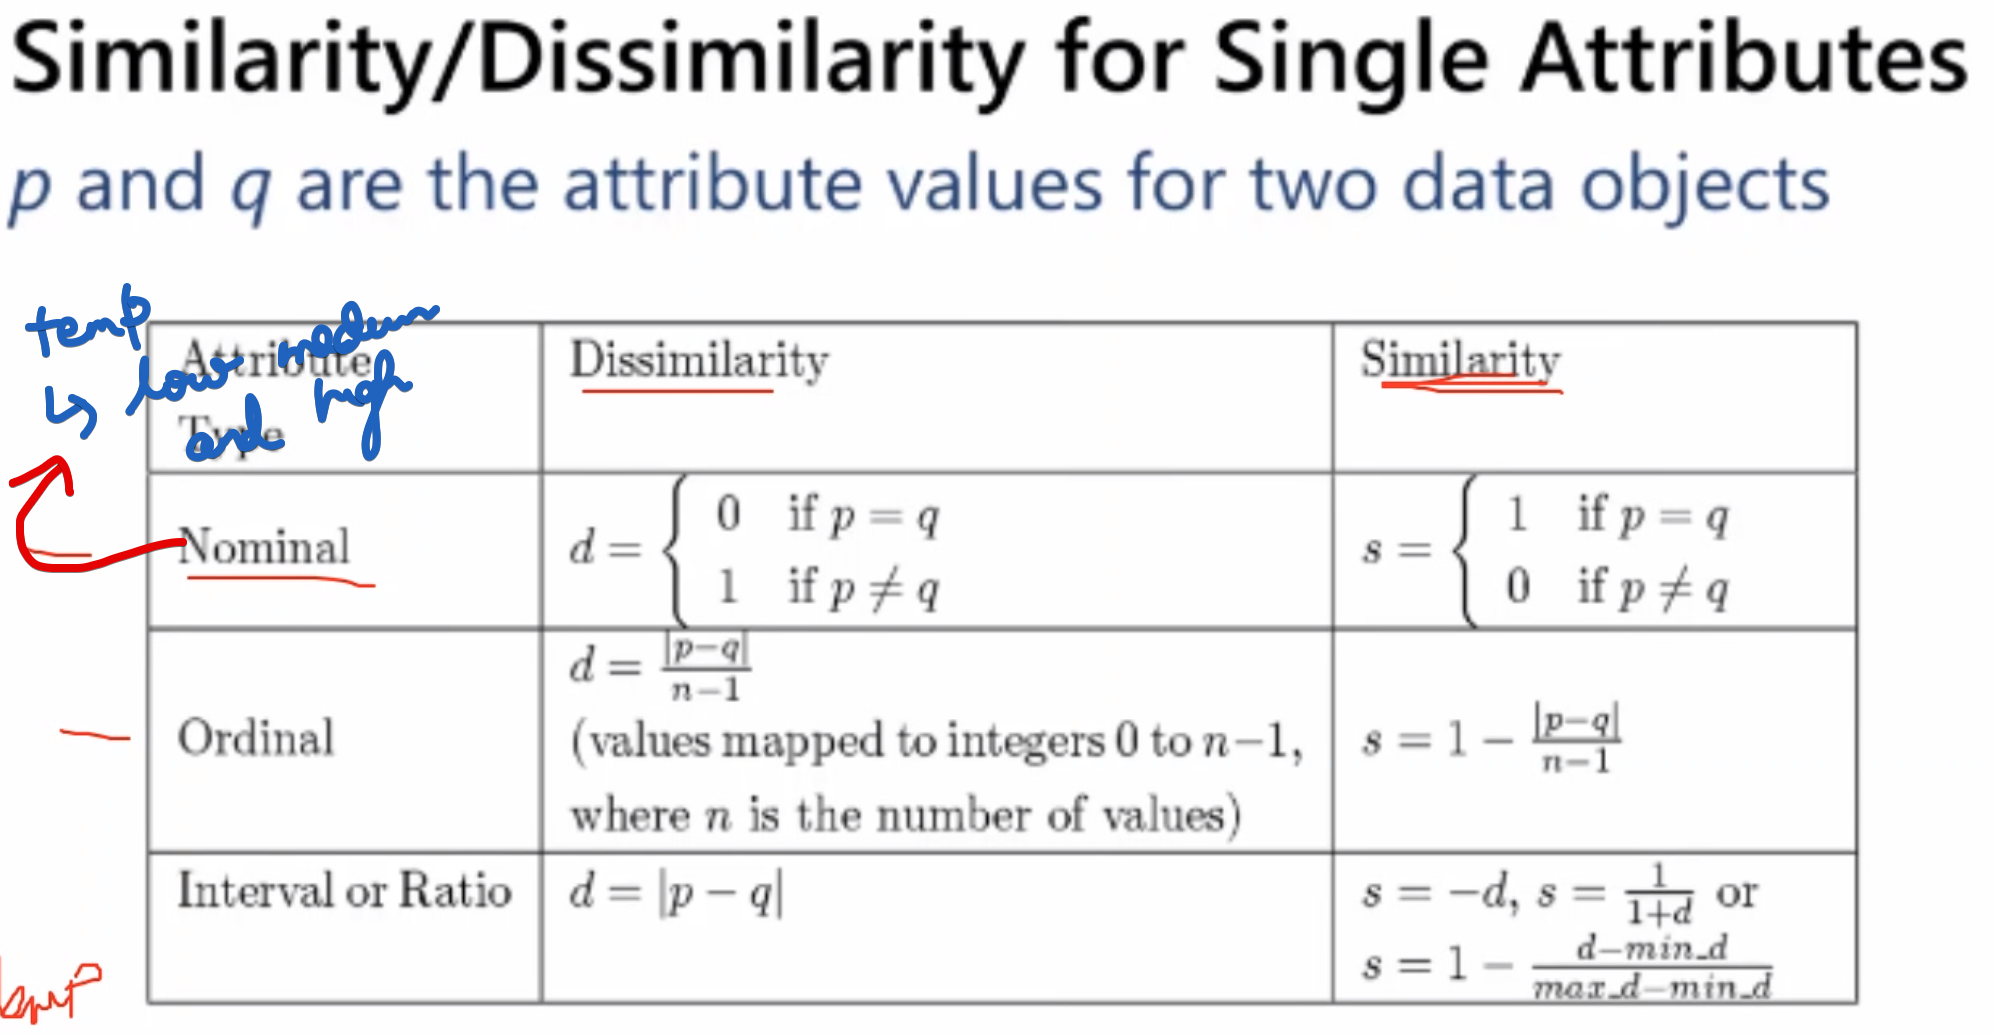 Similarity/Dissimilarity for Single Attributes
p and q are the attribute values for two data objects
temp
↳ low medium
and high
Attribute Type
Dissimilarity
Similarity
Nominal
d = { 0 if p = q
1 if p ≠ q
s = { 1 if p = q
0 if p ≠ q
Ordinal
d = |p−q| / n−1
(values mapped to integers 0 to n−1,
where n is the number of values)
s = 1 − |p−q| / n−1
Interval or Ratio
d = |p − q|
s = −d, s = 1 / 1+d or
s = 1 − d−min_d / max_d−min_d